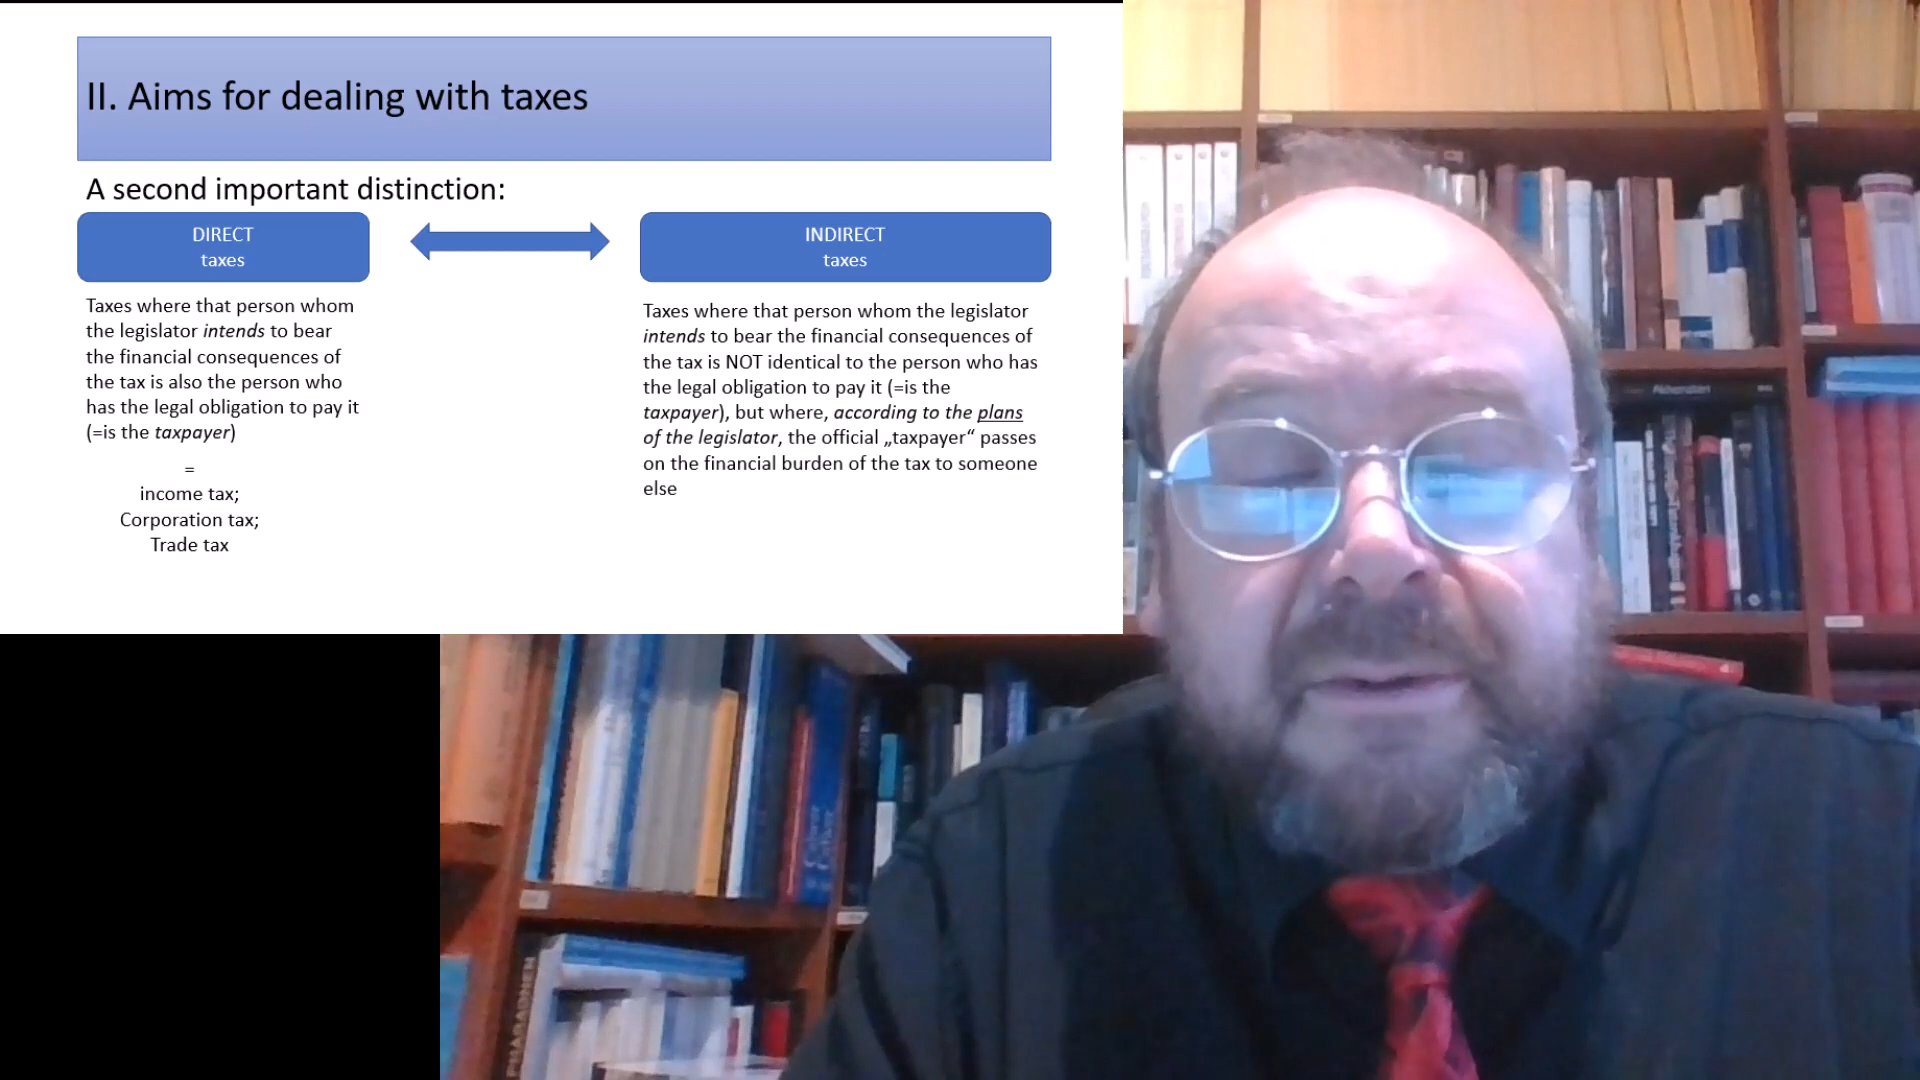 II. Aims for dealing with taxes
A second important distinction:
DIRECT
taxes
INDIRECT
taxes
Taxes where that person whom
the legislator intends to bear
the financial consequences of
the tax is also the person who
has the legal obligation to pay it
(=is the taxpayer)
=
income tax;
Corporation tax;
Trade tax
Taxes where that person whom the legislator
intends to bear the financial consequences of
the tax is NOT identical to the person who has
the legal obligation to pay it (=is the
taxpayer), but where, according to the plans
of the legislator, the official „taxpayer“ passes
on the financial burden of the tax to someone
else